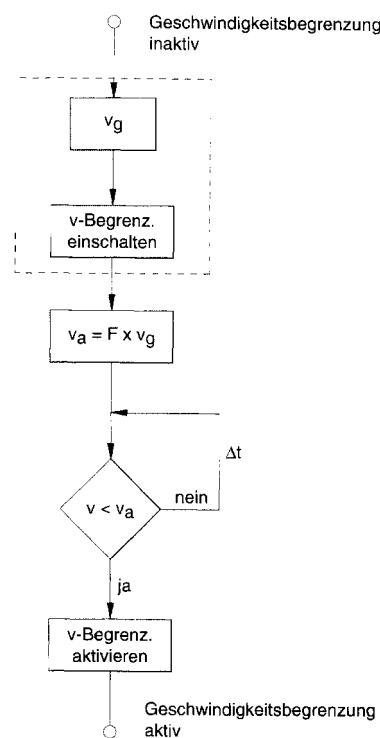 Geschwindigkeitsbegrenzung
inaktiv
vg
v-Begrenz.
einschalten
va = F x vg
Δt
v < va
nein
ja
v-Begrenz.
aktivieren
Geschwindigkeitsbegrenzung
aktiv